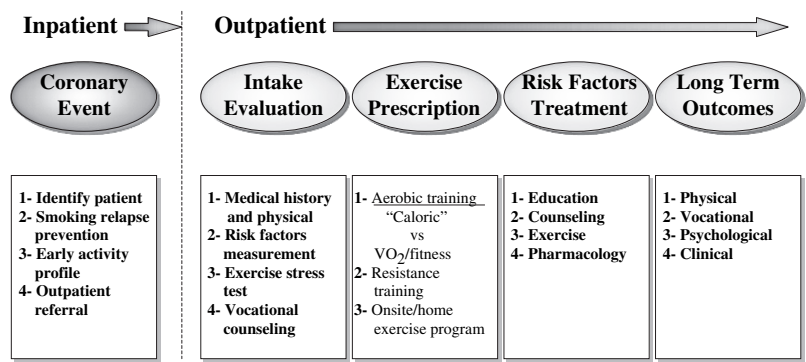 Inpatient
Outpatient
Coronary
Event
Intake
Evaluation
Exercise
Prescription
Risk Factors
Treatment
Long Term
Outcomes
1- Identify patient
2- Smoking relapse
prevention
3- Early activity
profile
4- Outpatient
referral
1- Medical history
and physical
2- Risk factors
measurement
3- Exercise stress
test
4- Vocational
counseling
1- Aerobic training
“Caloric”
vs
VO2/fitness
2- Resistance
training
3- Onsite/home
exercise program
1- Education
2- Counseling
3- Exercise
4- Pharmacology
1- Physical
2- Vocational
3- Psychological
4- Clinical